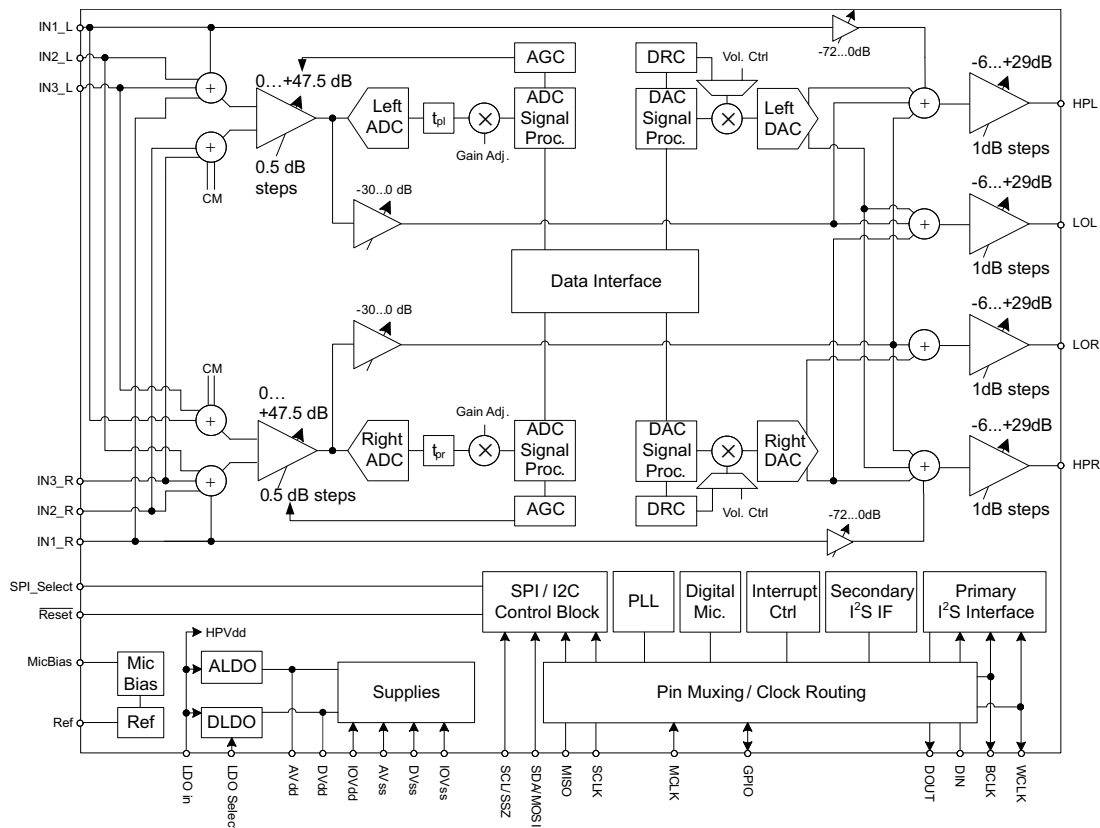 IN1_L
-72...0dB
IN2_L
IN3_L
0...+47.5 dB
AGC
DRC
Vol. Ctrl
-6...+29dB
+
Left
ADC
tpl
×
Gain Adj.
ADC
Signal
Proc.
DAC
Signal
Proc.
×
Left
DAC
+
HPL
1dB steps
+
CM
0.5 dB
steps
-30...0 dB
-6...+29dB
+
LOL
1dB steps
Data Interface
-30...0 dB
-6...+29dB
+
LOR
1dB steps
CM
+
0...
+47.5 dB
Gain Adj.
Right
ADC
tpr
×
ADC
Signal
Proc.
DAC
Signal
Proc.
×
Right
DAC
-6...+29dB
+
HPR
1dB steps
IN3_R
+
0.5 dB steps
IN2_R
AGC
DRC
Vol. Ctrl
IN1_R
-72...0dB
SPI_Select
Reset
SPI / I2C
Control Block
PLL
Digital
Mic.
Interrupt
Ctrl
Secondary
I2S IF
Primary
I2S Interface
HPVdd
MicBias
Mic
Bias
ALDO
Supplies
Pin Muxing / Clock Routing
Ref
Ref
DLDO
LDO in
LDO Select
AVdd
DVdd
IOVdd
AVss
DVss
IOVss
SCL/SSZ
SDA/MOSI
MISO
SCLK
MCLK
GPIO
DOUT
DIN
BCLK
WCLK